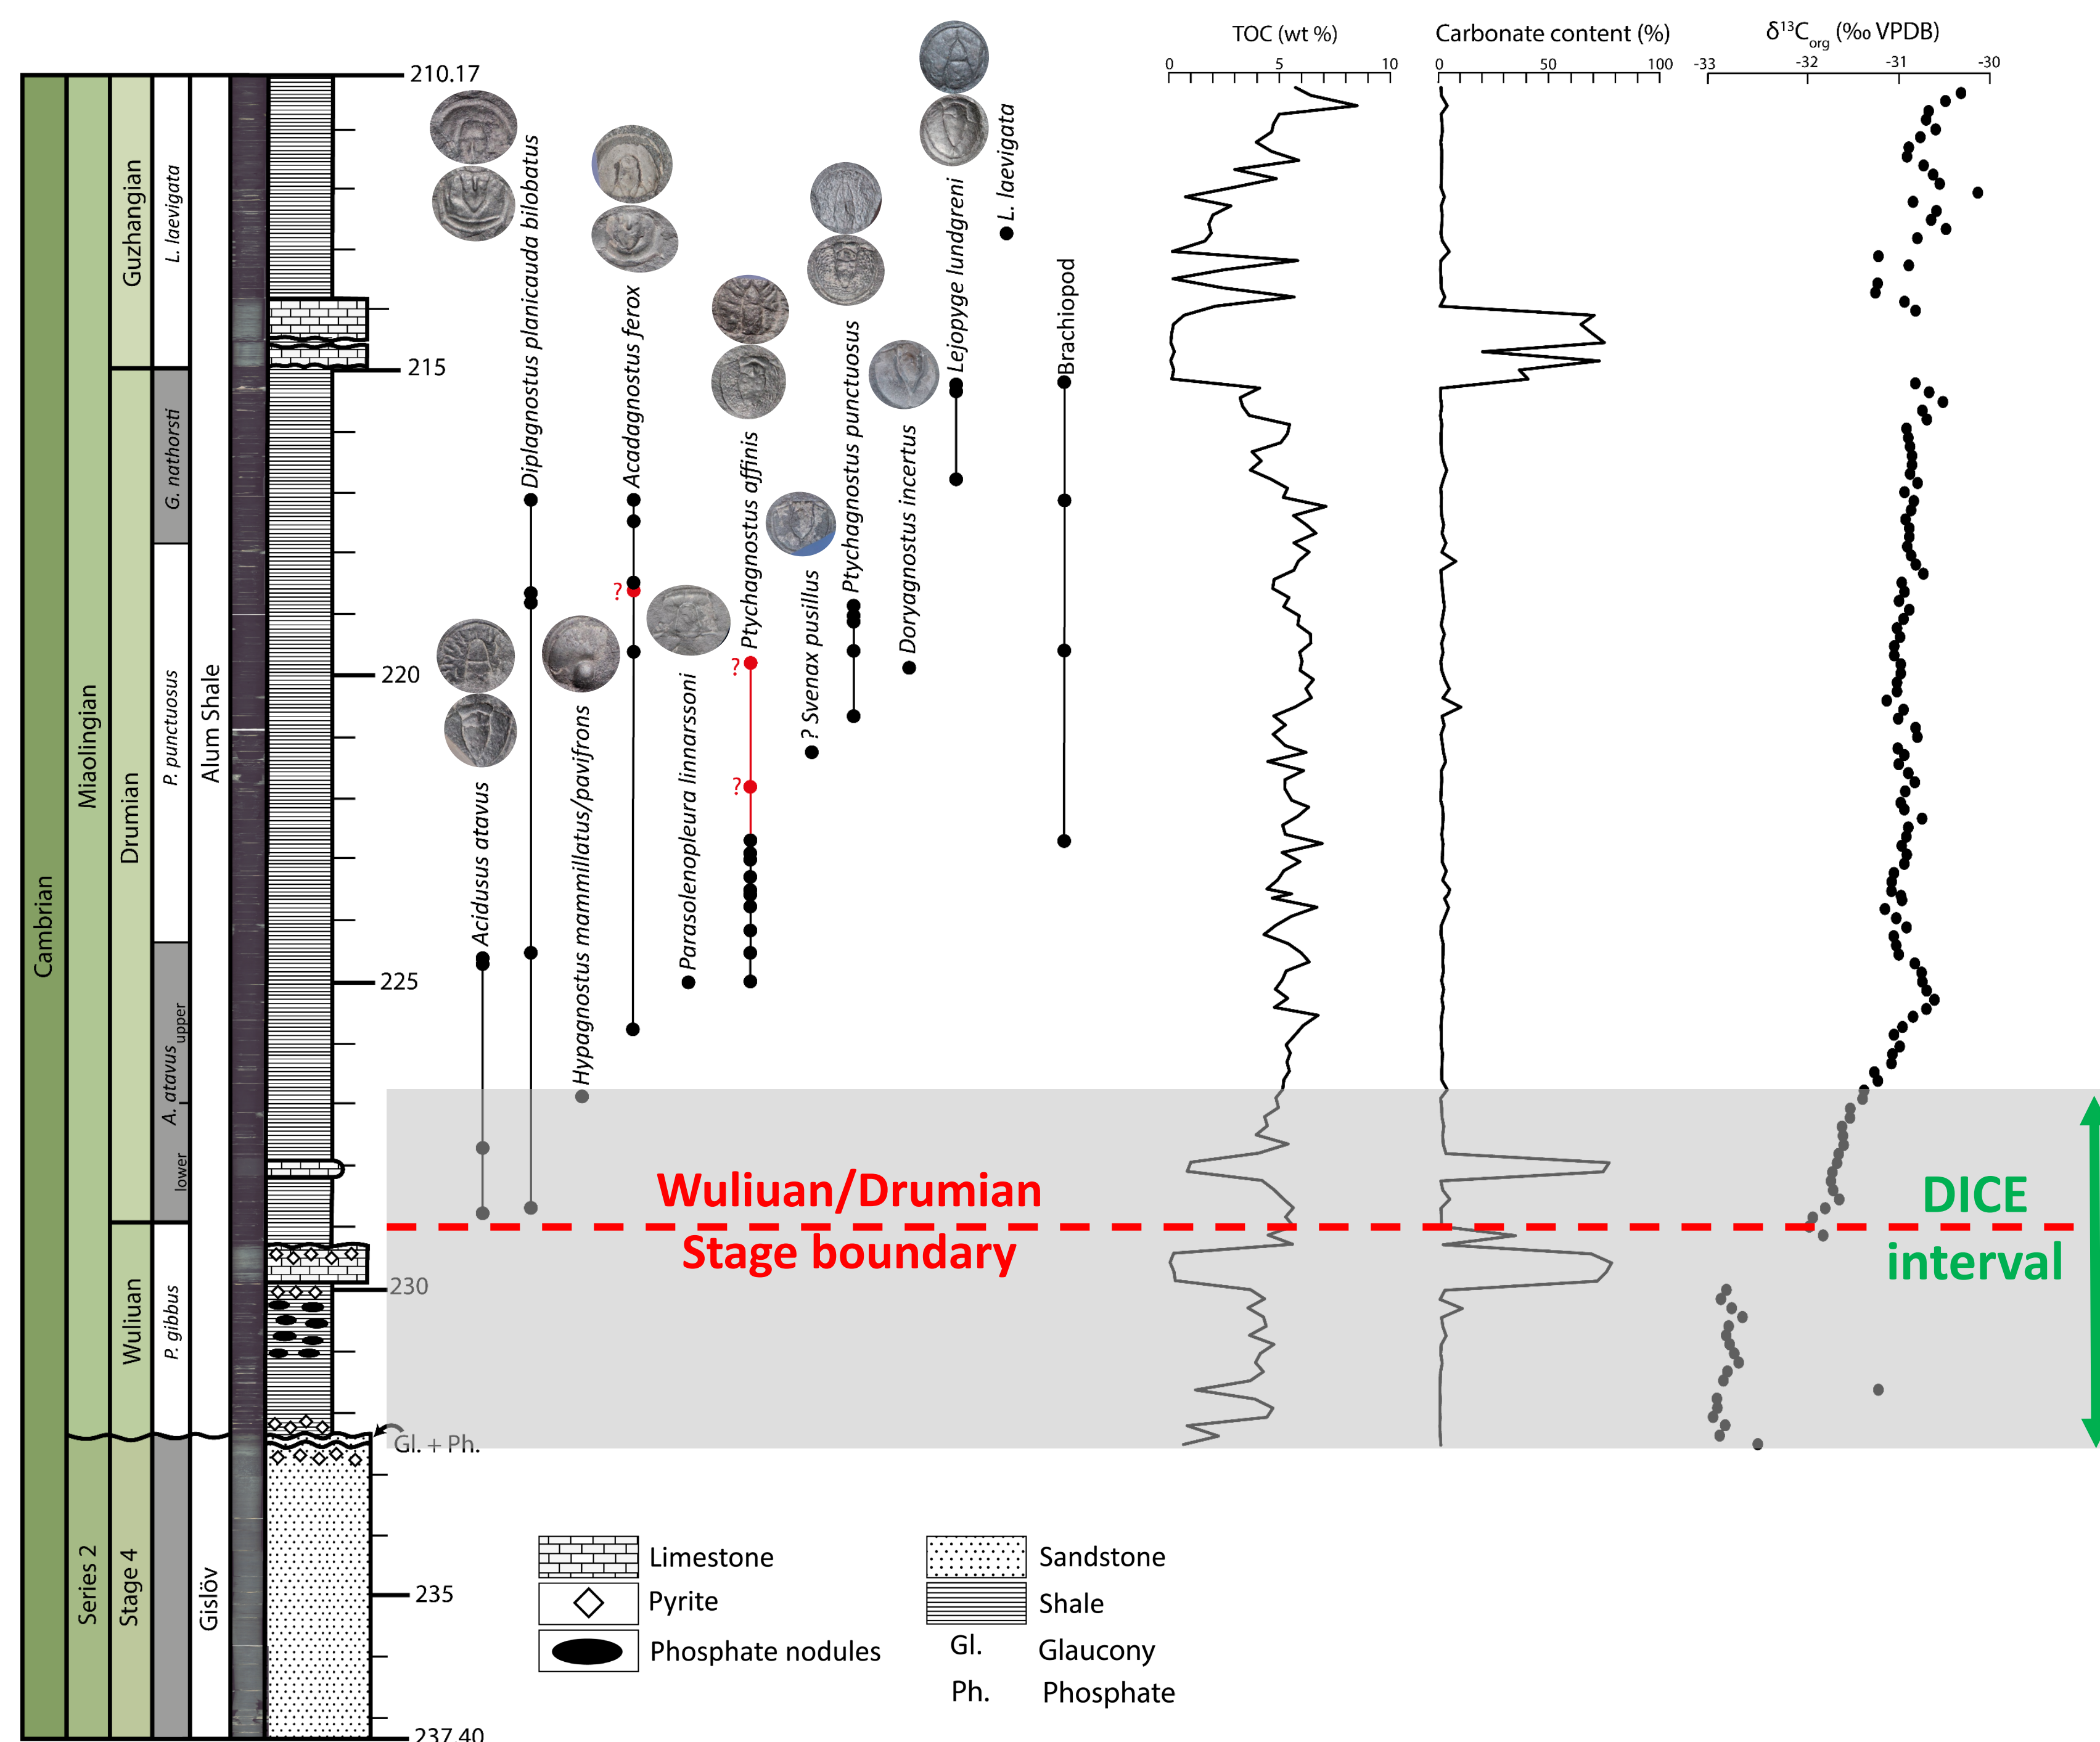 TOC (wt %)
0 5 10
Carbonate content (%)
0 50 100
δ13Corg (‰ VPDB)
-33 -32 -31 -30
Cambrian
Miaolingian
Series 2
Guzhangian
Drumian
Wuliuan
Stage 4
L. laevigata
G. nathorsti
P. punctuosus
A. atavus
upper
lower
P. gibbus
Alum Shale
Gislöv
210.17
215
220
225
230
Gl. + Ph.
235
237.40
Acidusus atavus
Diplagnostus planicauda bilobatus
Hypagnostus mammillatus/pavifrons
Acadagnostus ferox
?
Parasolenopleura linnarssoni
Ptychagnostus affinis
?
?
? Svenax pusillus
Ptychagnostus punctuosus
Doryagnostus incertus
Lejopyge lundgreni
L. laevigata
Brachiopod
Wuliuan/Drumian
Stage boundary
DICE
interval
Limestone
Pyrite
Phosphate nodules
Sandstone
Shale
Gl. Glaucony
Ph. Phosphate